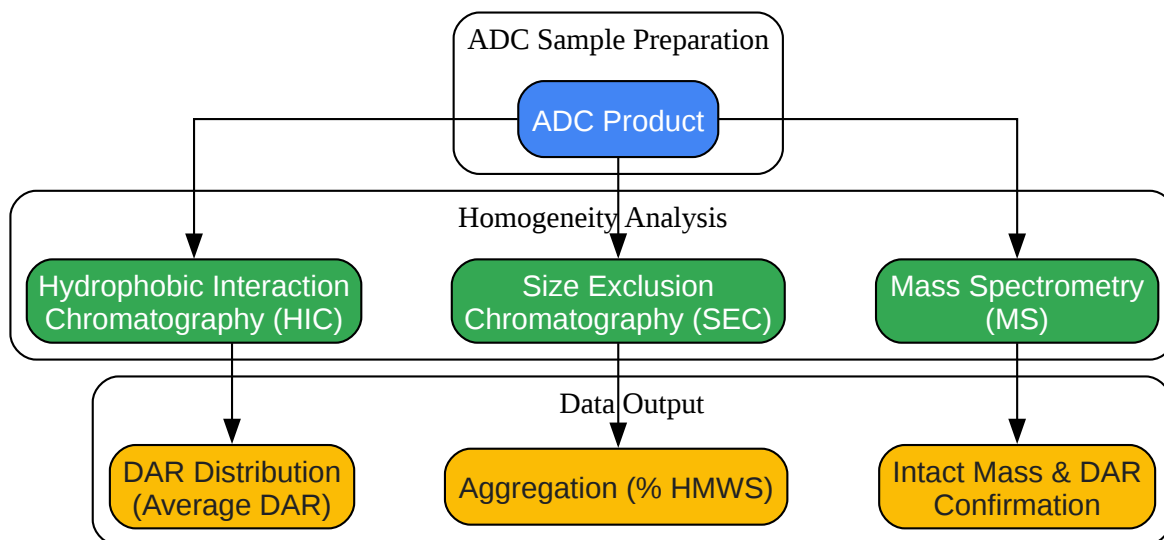 ADC Sample Preparation
ADC Product
Homogeneity Analysis
Hydrophobic Interaction
Chromatography (HIC)
Size Exclusion
Chromatography (SEC)
Mass Spectrometry
(MS)
Data Output
DAR Distribution
(Average DAR)
Aggregation (% HMWS)
Intact Mass & DAR
Confirmation